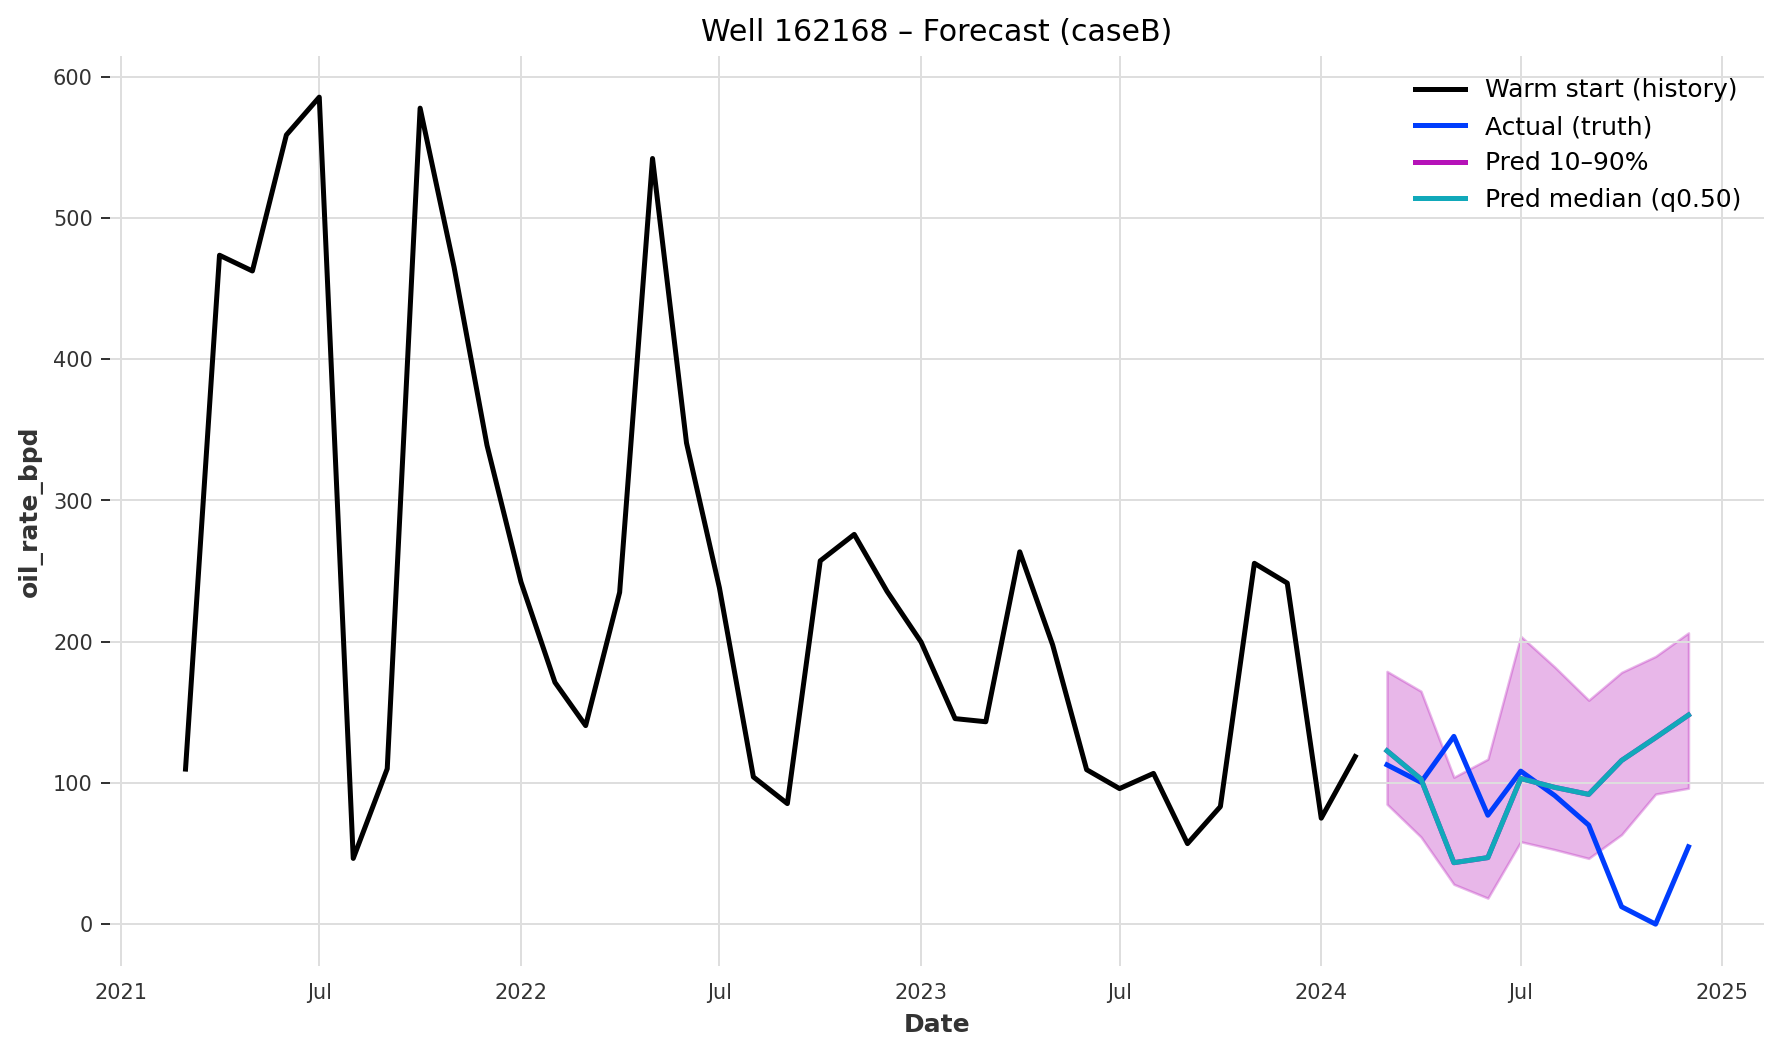 Well 162168 – Forecast (caseB)
Warm start (history)
Actual (truth)
Pred 10–90%
Pred median (q0.50)
oil_rate_bpd
600
500
400
300
200
100
0
2021
Jul
2022
Jul
2023
Jul
2024
Jul
2025
Date